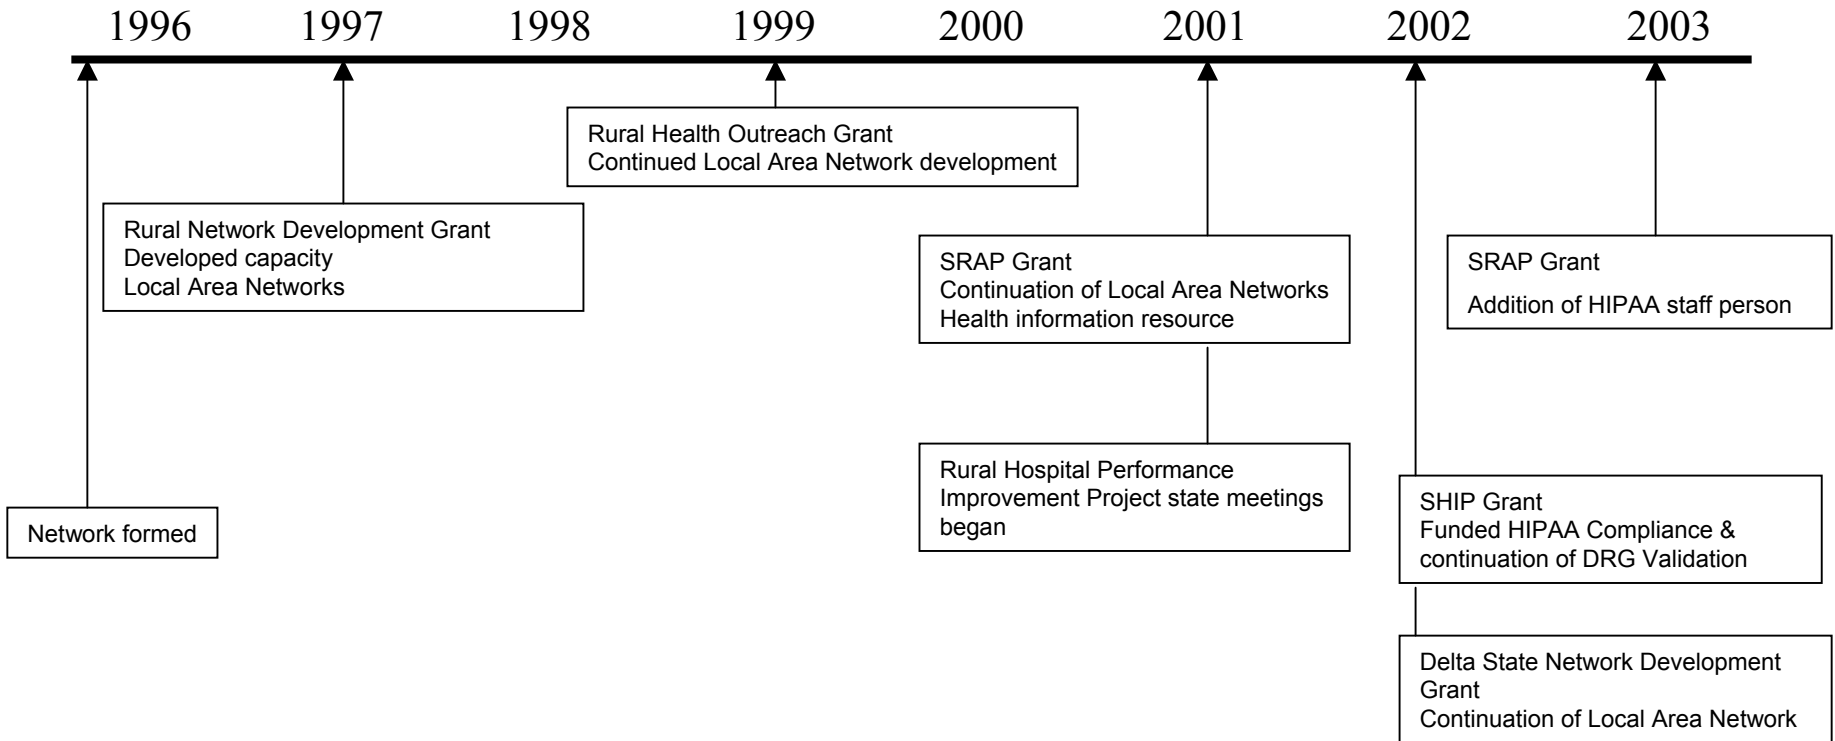 1996 1997 1998 1999 2000 2001 2002 2003
Rural Health Outreach Grant
Continued Local Area Network development
Rural Network Development Grant
Developed capacity
Local Area Networks
SRAP Grant
Continuation of Local Area Networks
Health information resource
SRAP Grant
Addition of HIPAA staff person
Rural Hospital Performance
Improvement Project state meetings
began
Network formed
SHIP Grant
Funded HIPAA Compliance &
continuation of DRG Validation
Delta State Network Development
Grant
Continuation of Local Area Network